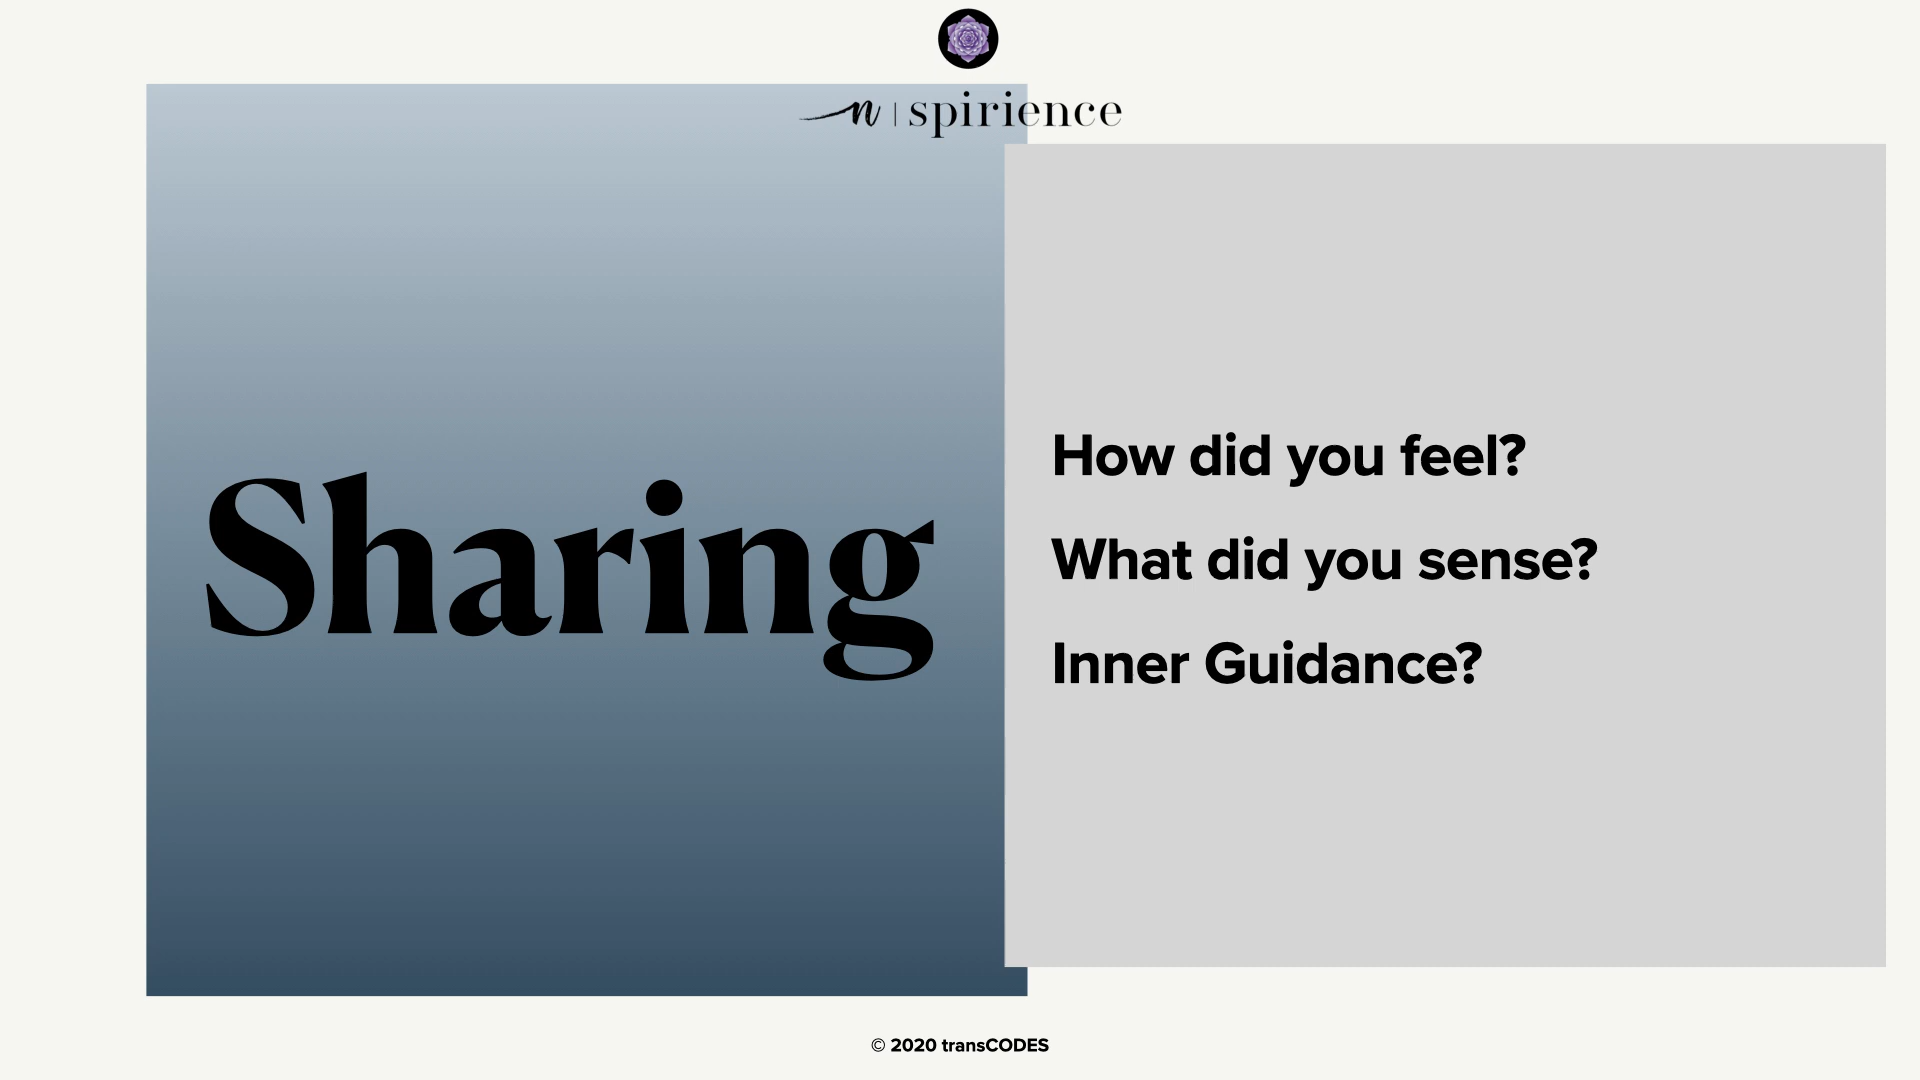 n | spirience
Sharing
How did you feel?
What did you sense?
Inner Guidance?
© 2020 transCODES